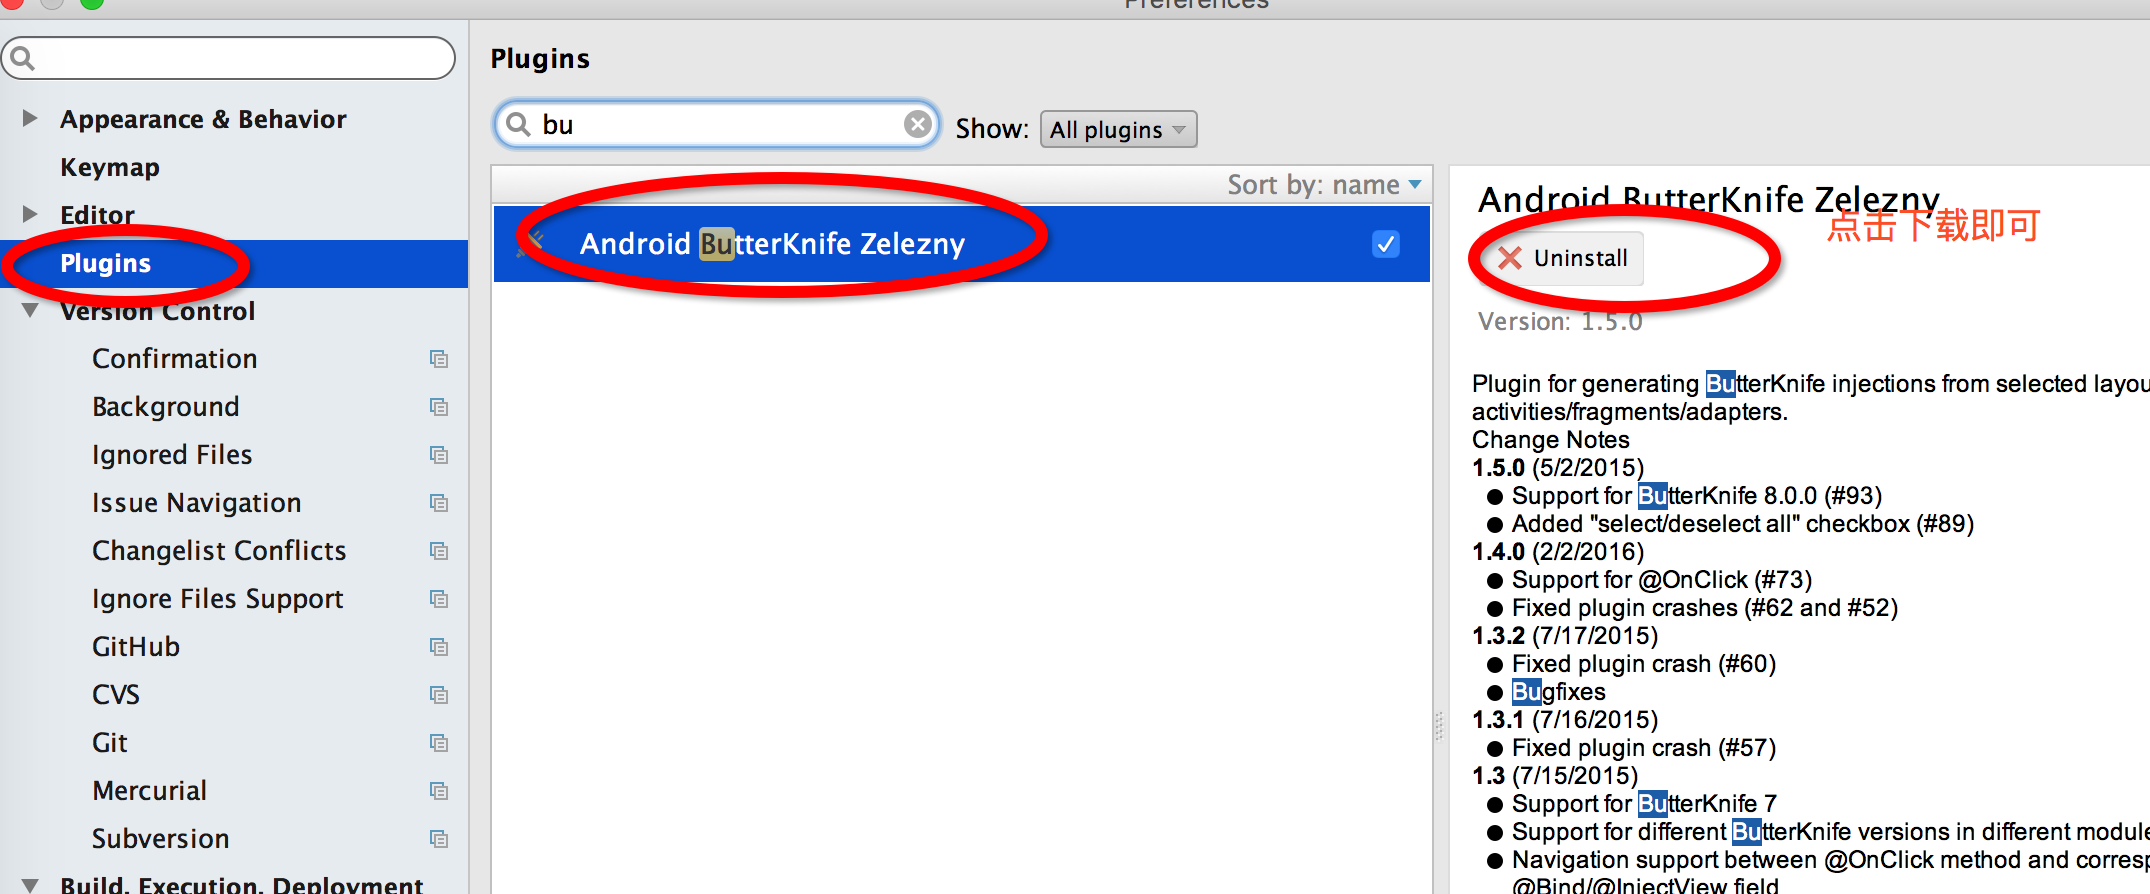 Preferences
Plugins
bu
Show: All plugins
Appearance & Behavior
Keymap
Editor
Plugins
Version Control
Confirmation
Background
Ignored Files
Issue Navigation
Changelist Conflicts
Ignore Files Support
GitHub
CVS
Git
Mercurial
Subversion
Build, Execution, Deployment
Sort by: name
Android ButterKnife Zelezny
Android ButterKnife Zelezny
点击下载即可
Uninstall
Version: 1.5.0
Plugin for generating ButterKnife injections from selected
activities/fragments/adapters.
Change Notes
1.5.0 (5/2/2015)
● Support for ButterKnife 8.0.0 (#93)
● Added "select/deselect all" checkbox (#89)
1.4.0 (2/2/2016)
● Support for @OnClick (#73)
● Fixed plugin crashes (#62 and #52)
1.3.2 (7/17/2015)
● Fixed plugin crash (#60)
● Bugfixes
1.3.1 (7/16/2015)
● Fixed plugin crash (#57)
1.3 (7/15/2015)
● Support for ButterKnife 7
● Support for different ButterKnife versions in different
● Navigation support between @OnClick method and
@Bind/@InjectView field